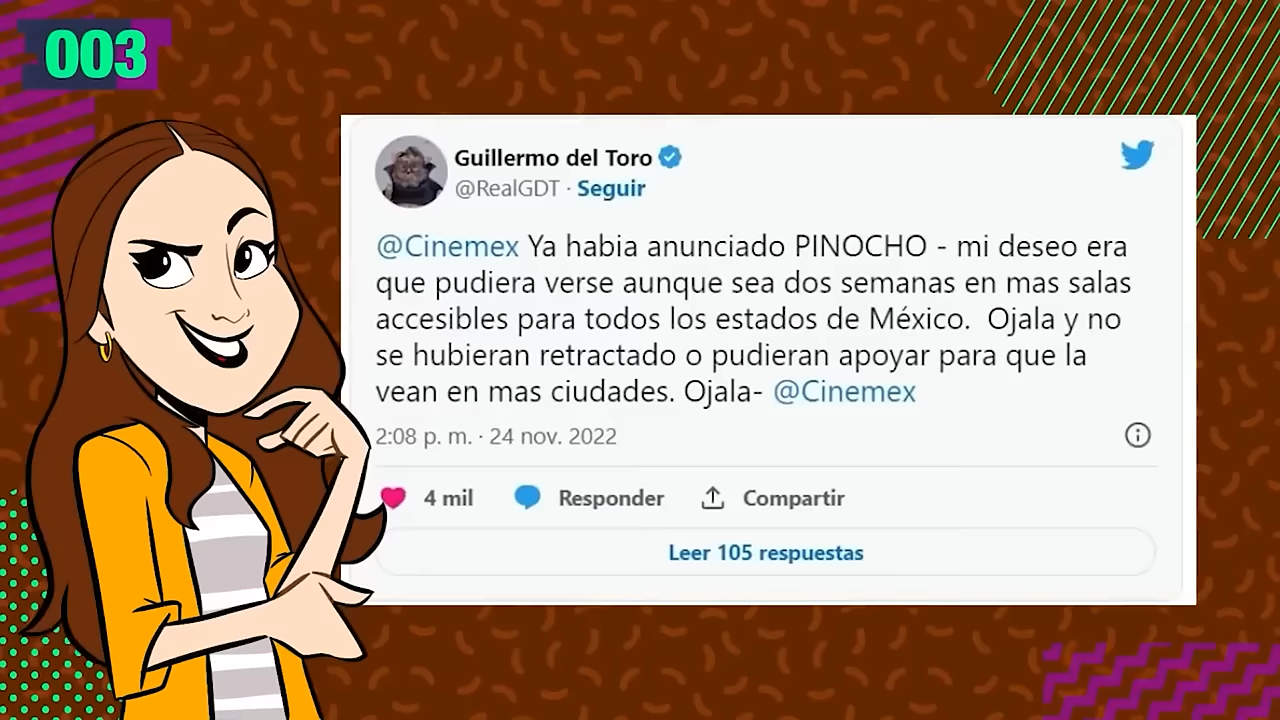 003
Guillermo del Toro
@RealGDT · Seguir
@Cinemex Ya habia anunciado PINOCHO - mi deseo era
que pudiera verse aunque sea dos semanas en mas salas
accesibles para todos los estados de México.  Ojala y no
se hubieran retractado o pudieran apoyar para que la
vean en mas ciudades. Ojala- @Cinemex
2:08 p. m. · 24 nov. 2022
4 mil Responder Compartir
Leer 105 respuestas